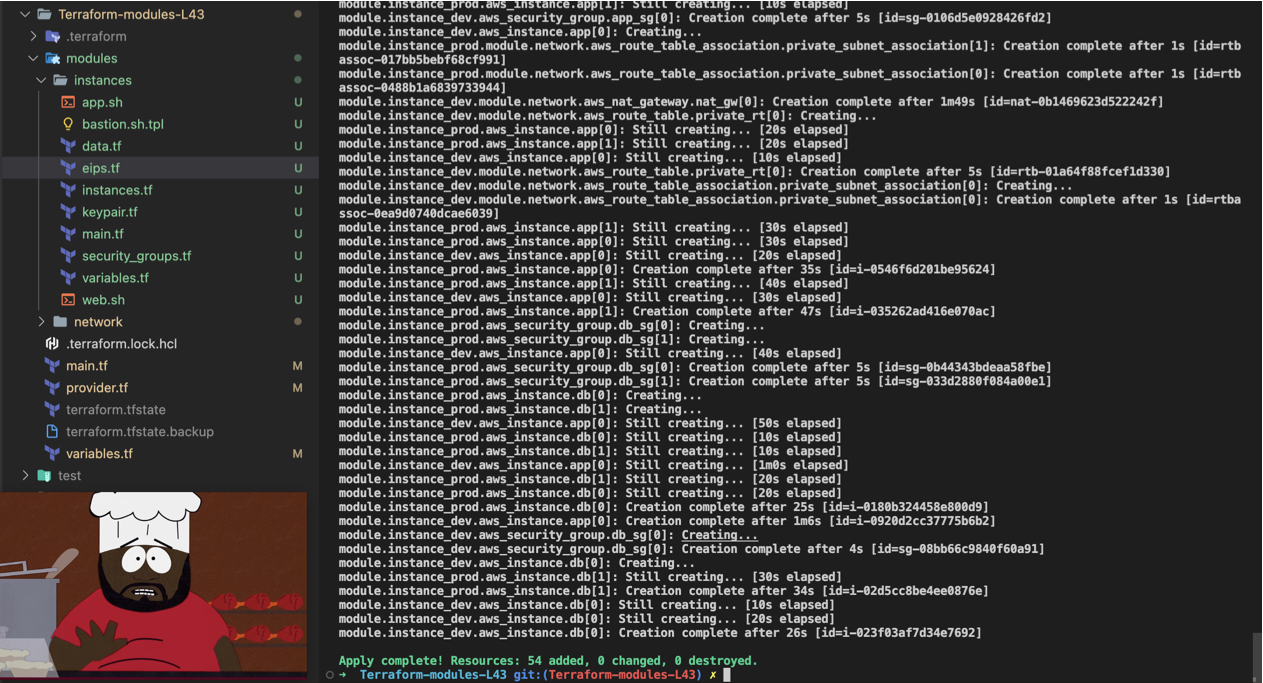 Terraform-modules-L43
.terraform
modules
instances
app.sh U
bastion.sh.tpl U
data.tf U
eips.tf U
instances.tf U
keypair.tf U
main.tf U
security_groups.tf U
variables.tf U
web.sh U
network
.terraform.lock.hcl
main.tf M
provider.tf M
terraform.tfstate
terraform.tfstate.backup
variables.tf M
test
module.instance_prod.aws_instance.app[1]: Still creating... [10s elapsed]
module.instance_dev.aws_security_group.app_sg[0]: Creation complete after 5s [id=sg-0106d5e0928426fd2]
module.instance_dev.aws_instance.app[0]: Creating...
module.instance_prod.module.network.aws_route_table_association.private_subnet_association[1]: Creation complete after 1s [id=rtb
assoc-017bb5bebf68cf991]
module.instance_prod.module.network.aws_route_table_association.private_subnet_association[0]: Creation complete after 1s [id=rtb
assoc-0488b1a6839733944]
module.instance_dev.module.network.aws_nat_gateway.nat_gw[0]: Creation complete after 1m49s [id=nat-0b1469623d522242f]
module.instance_dev.module.network.aws_route_table.private_rt[0]: Creating...
module.instance_prod.aws_instance.app[0]: Still creating... [20s elapsed]
module.instance_prod.aws_instance.app[1]: Still creating... [20s elapsed]
module.instance_dev.aws_instance.app[0]: Still creating... [10s elapsed]
module.instance_dev.module.network.aws_route_table.private_rt[0]: Creation complete after 5s [id=rtb-01a64f88fcef1d330]
module.instance_dev.module.network.aws_route_table_association.private_subnet_association[0]: Creating...
module.instance_dev.module.network.aws_route_table_association.private_subnet_association[0]: Creation complete after 1s [id=rtba
ssoc-0ea9d0740dcae6039]
module.instance_prod.aws_instance.app[1]: Still creating... [30s elapsed]
module.instance_prod.aws_instance.app[0]: Still creating... [30s elapsed]
module.instance_dev.aws_instance.app[0]: Still creating... [20s elapsed]
module.instance_prod.aws_instance.app[0]: Creation complete after 35s [id=i-0546f6d201be95624]
module.instance_prod.aws_instance.app[1]: Still creating... [40s elapsed]
module.instance_dev.aws_instance.app[0]: Still creating... [30s elapsed]
module.instance_prod.aws_instance.app[1]: Creation complete after 47s [id=i-035262ad416e070ac]
module.instance_prod.aws_security_group.db_sg[0]: Creating...
module.instance_prod.aws_security_group.db_sg[1]: Creating...
module.instance_dev.aws_instance.app[0]: Still creating... [40s elapsed]
module.instance_prod.aws_security_group.db_sg[0]: Creation complete after 5s [id=sg-0b44343bdeaa58fbe]
module.instance_prod.aws_security_group.db_sg[1]: Creation complete after 5s [id=sg-033d2880f084a00e1]
module.instance_prod.aws_instance.db[0]: Creating...
module.instance_prod.aws_instance.db[1]: Creating...
module.instance_dev.aws_instance.app[0]: Still creating... [50s elapsed]
module.instance_prod.aws_instance.db[0]: Still creating... [10s elapsed]
module.instance_prod.aws_instance.db[1]: Still creating... [10s elapsed]
module.instance_dev.aws_instance.app[0]: Still creating... [1m0s elapsed]
module.instance_prod.aws_instance.db[1]: Still creating... [20s elapsed]
module.instance_prod.aws_instance.db[0]: Still creating... [20s elapsed]
module.instance_prod.aws_instance.db[0]: Creation complete after 25s [id=i-0180b324458e800d9]
module.instance_dev.aws_instance.app[0]: Creation complete after 1m6s [id=i-0920d2cc37775b6b2]
module.instance_dev.aws_security_group.db_sg[0]: Creating...
module.instance_dev.aws_security_group.db_sg[0]: Creation complete after 4s [id=sg-08bb66c9840f60a91]
module.instance_dev.aws_instance.db[0]: Creating...
module.instance_prod.aws_instance.db[1]: Still creating... [30s elapsed]
module.instance_prod.aws_instance.db[1]: Creation complete after 34s [id=i-02d5cc8be4ee0876e]
module.instance_dev.aws_instance.db[0]: Still creating... [10s elapsed]
module.instance_dev.aws_instance.db[0]: Still creating... [20s elapsed]
module.instance_dev.aws_instance.db[0]: Creation complete after 26s [id=i-023f03af7d34e7692]
Apply complete! Resources: 54 added, 0 changed, 0 destroyed.
→ Terraform-modules-L43 git:(Terraform-modules-L43) ✗